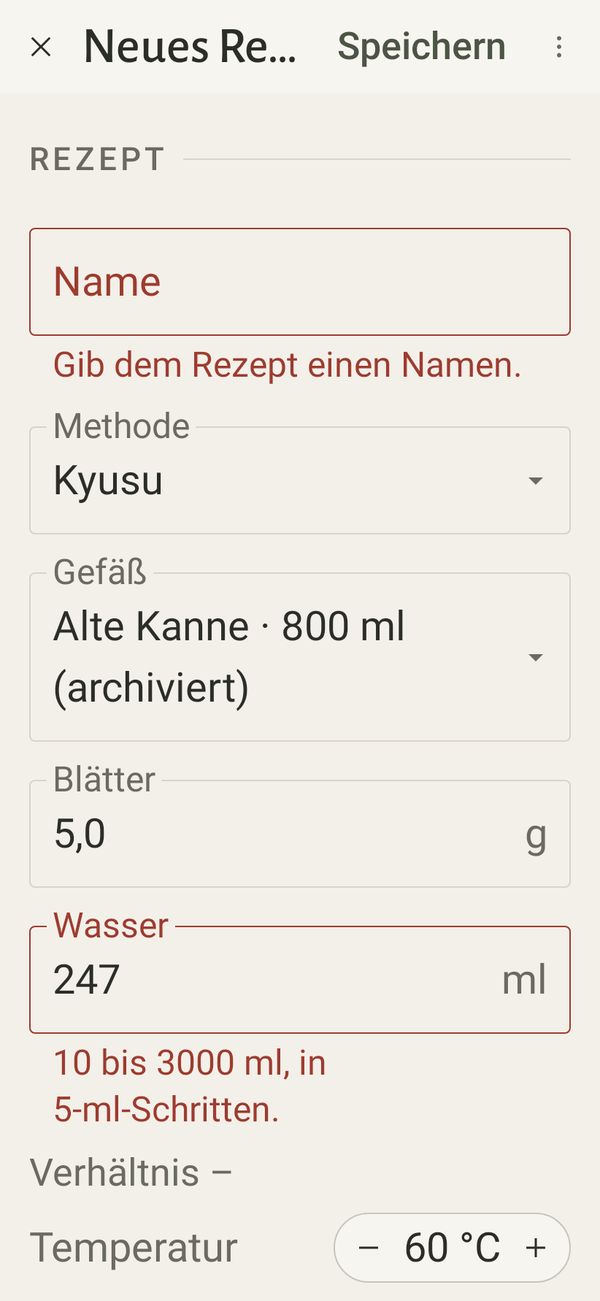 Neues Re... Speichern
REZEPT
Name
Gib dem Rezept einen Namen.
Methode
Kyusu
Gefäß
Alte Kanne · 800 ml
(archiviert)
Blätter
5,0 g
Wasser
247 ml
10 bis 3000 ml, in
5-ml-Schritten.
Verhältnis –
Temperatur − 60 °C +